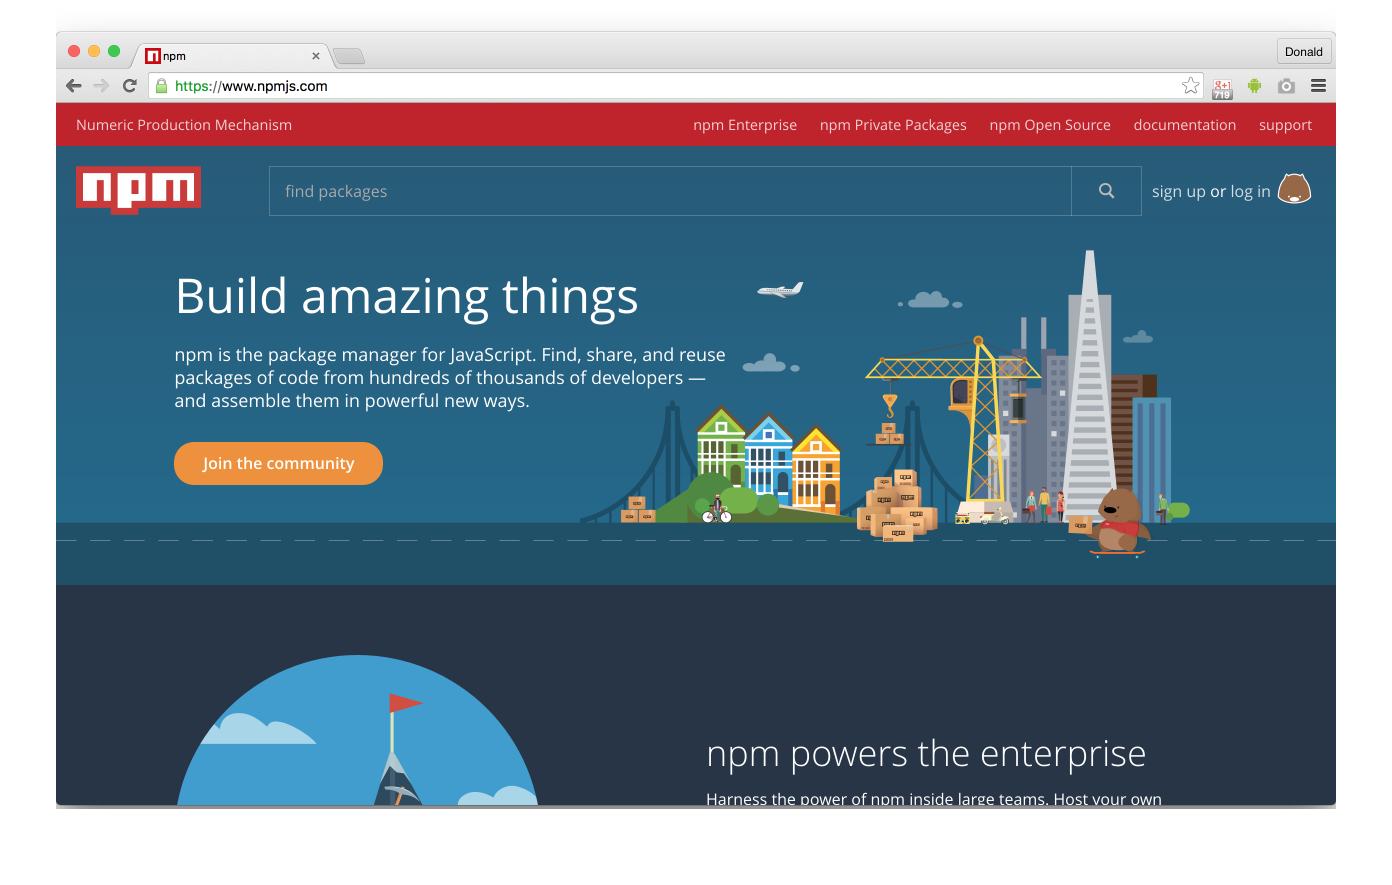 npm
Donald
https://www.npmjs.com
g+1
719
Numeric Production Mechanism
npm Enterprise
npm Private Packages
npm Open Source
documentation
support
npm
find packages
sign up or log in
Build amazing things
npm is the package manager for JavaScript. Find, share, and reuse
packages of code from hundreds of thousands of developers —
and assemble them in powerful new ways.
Join the community
npm powers the enterprise
Harness the power of npm inside large teams. Host your own